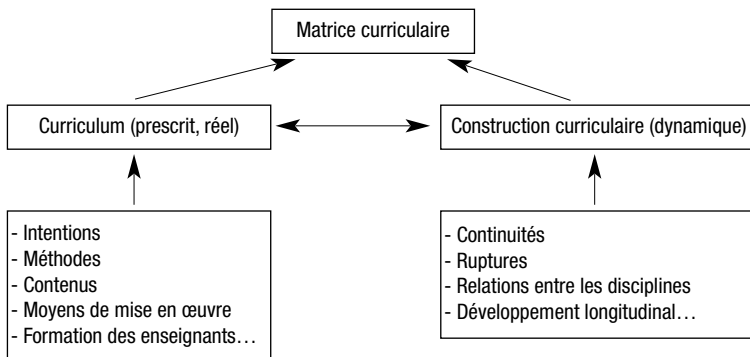 Matrice curriculaire
Curriculum (prescrit, réel)
Construction curriculaire (dynamique)
- Intentions
- Méthodes
- Contenus
- Moyens de mise en œuvre
- Formation des enseignants…
- Continuités
- Ruptures
- Relations entre les disciplines
- Développement longitudinal…